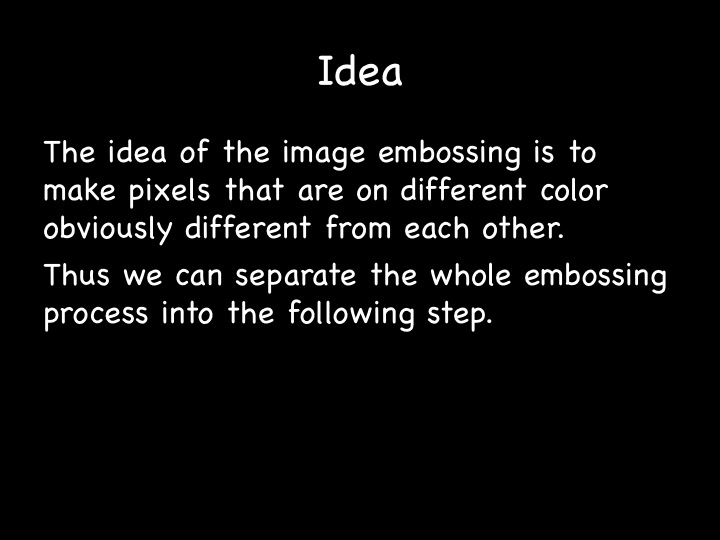 Idea
The idea of the image embossing is to
make pixels that are on different color
obviously different from each other.
Thus we can separate the whole embossing
process into the following step.